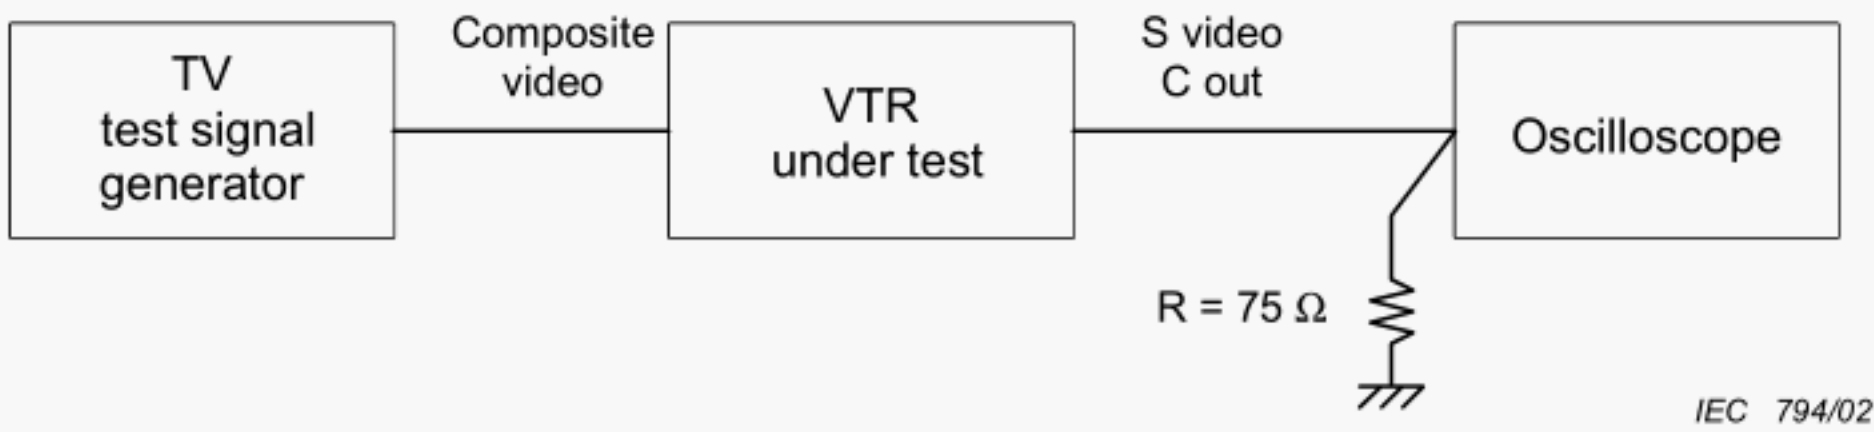 TV
test signal
generator
Composite
video
VTR
under test
S video
C out
Oscilloscope
R = 75 Ω
IEC 794/02